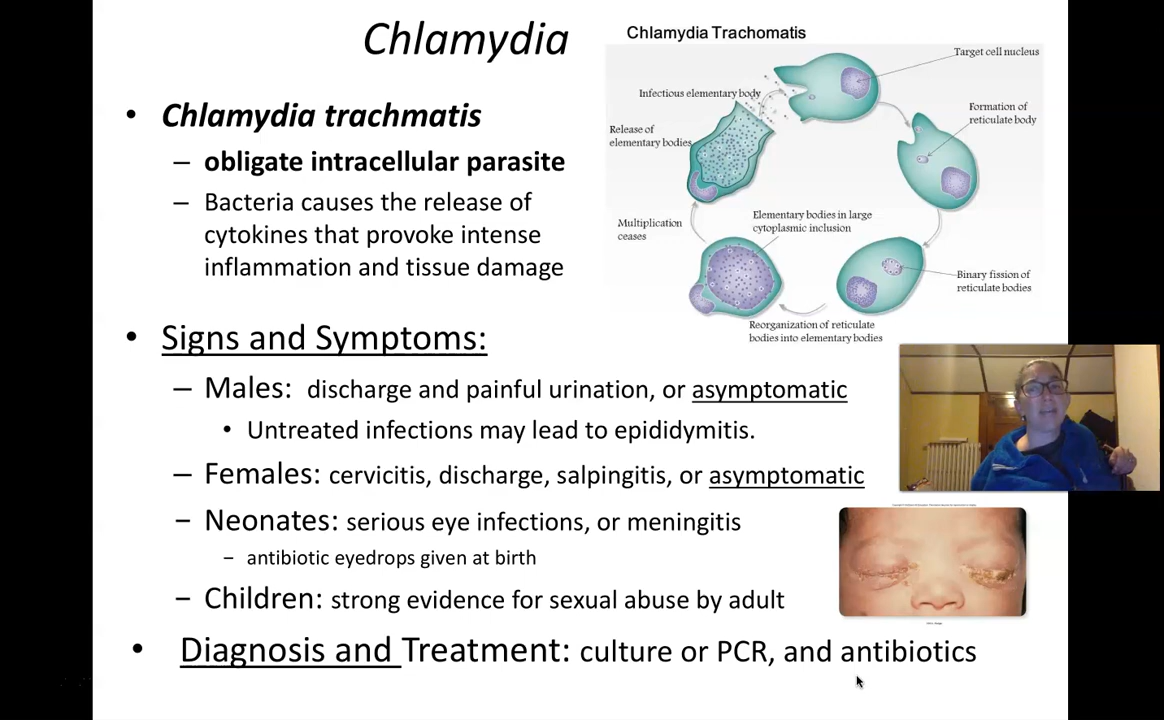 Chlamydia
• Chlamydia trachmatis
– obligate intracellular parasite
– Bacteria causes the release of
cytokines that provoke intense
inflammation and tissue damage
Chlamydia Trachomatis
Target cell nucleus
Infectious elementary body
Formation of
reticulate body
Release of
elementary bodies
Elementary bodies in large
cytoplasmic inclusion
Multiplication
ceases
Binary fission of
reticulate bodies
Reorganization of reticulate
bodies into elementary bodies
• Signs and Symptoms:
– Males: discharge and painful urination, or asymptomatic
• Untreated infections may lead to epididymitis.
– Females: cervicitis, discharge, salpingitis, or asymptomatic
– Neonates: serious eye infections, or meningitis
– antibiotic eyedrops given at birth
– Children: strong evidence for sexual abuse by adult
• Diagnosis and Treatment: culture or PCR, and antibiotics